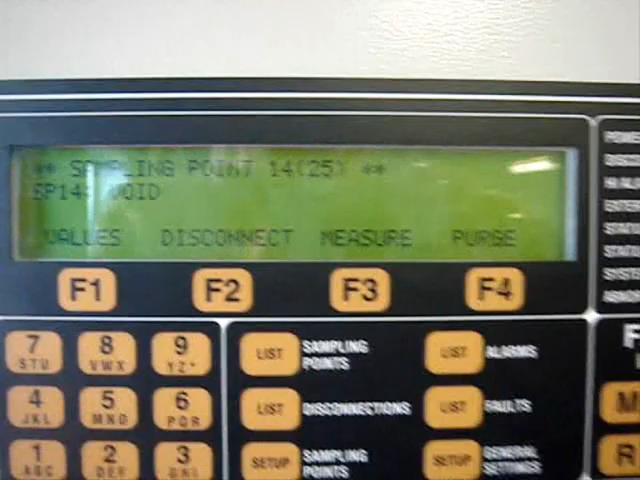 ** SAMPLING POINT 14(25) **
SP14: VOID
VALUES DISCONNECT MEASURE PURGE
F1 F2 F3 F4
7 STU 8 VWX 9 YZ* LIST SAMPLING POINTS LIST ALARMS
4 JKL 5 MNO 6 PQR LIST DISCONNECTIONS LIST FAULTS
1 ABC 2 DEF 3 GHI SETUP SAMPLING POINTS SETUP GENERAL SETTINGS